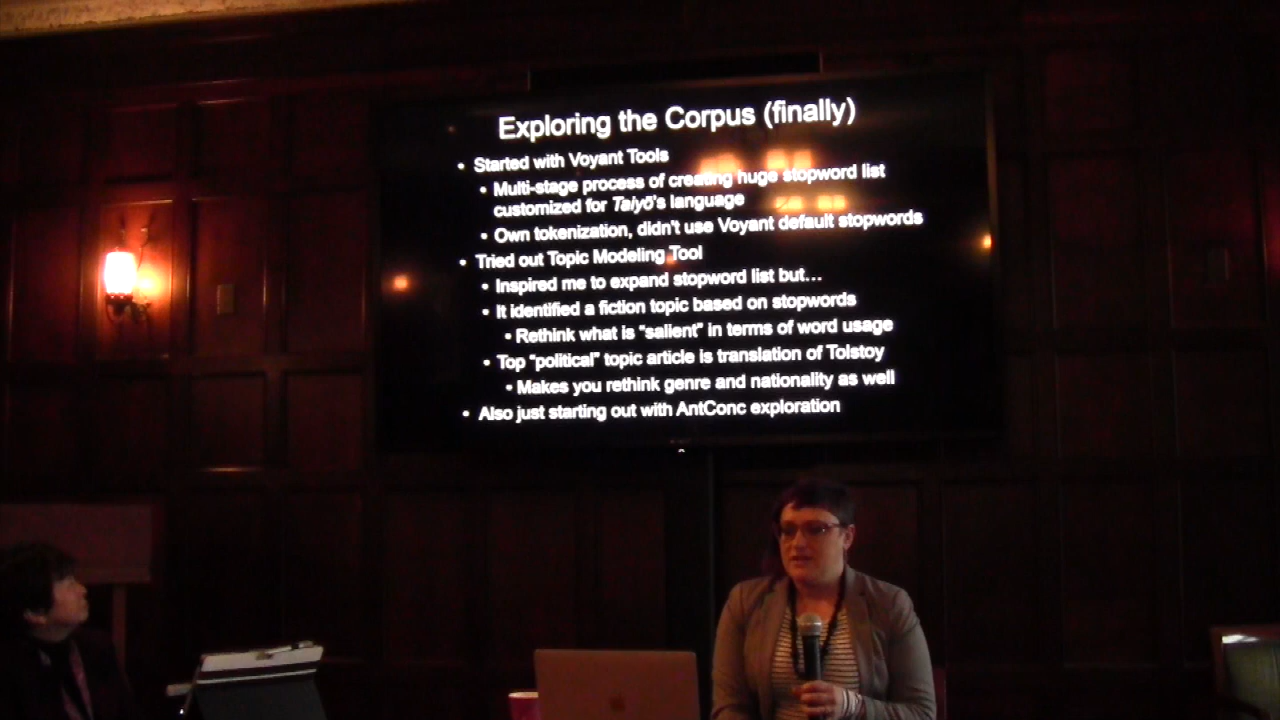 Exploring the Corpus (finally)
• Started with Voyant Tools
• Multi-stage process of creating huge stopword list
customized for Taiyō's language
• Own tokenization, didn't use Voyant default stopwords
• Tried out Topic Modeling Tool
• Inspired me to expand stopword list but…
• It identified a fiction topic based on stopwords
• Rethink what is “salient” in terms of word usage
• Top “political” topic article is translation of Tolstoy
• Makes you rethink genre and nationality as well
• Also just starting out with AntConc exploration